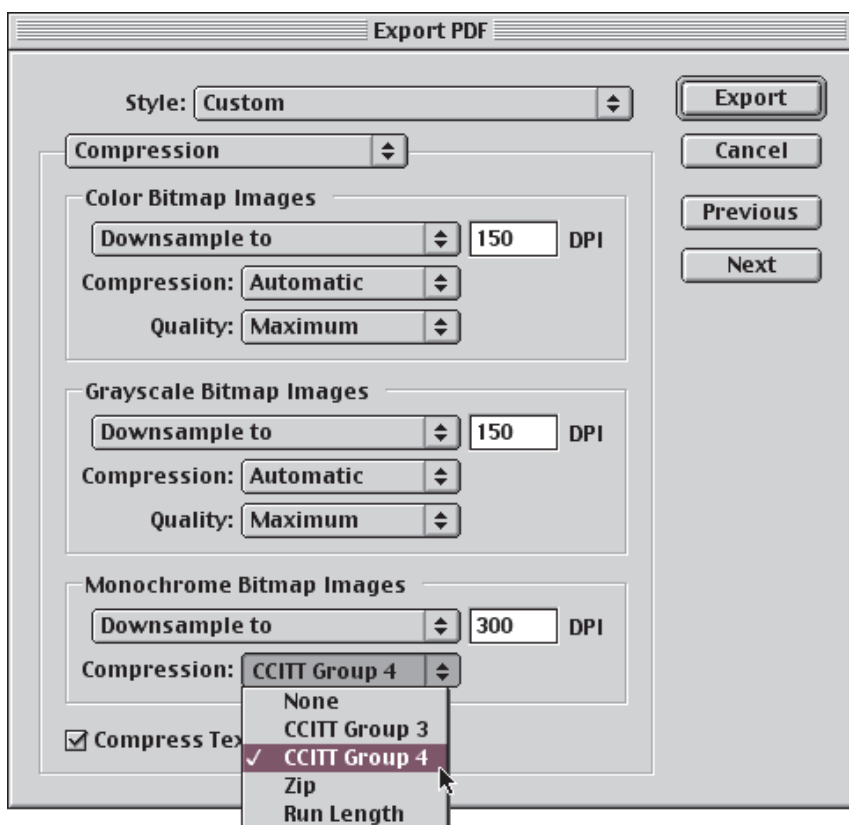 Export PDF
Style: Custom
Export
Compression
Cancel
Color Bitmap Images
Previous
Downsample to 150 DPI
Next
Compression: Automatic
Quality: Maximum
Grayscale Bitmap Images
Downsample to 150 DPI
Compression: Automatic
Quality: Maximum
Monochrome Bitmap Images
Downsample to 300 DPI
Compression: CCITT Group 4
None
CCITT Group 3
Compress Te
✓ CCITT Group 4
Zip
Run Length